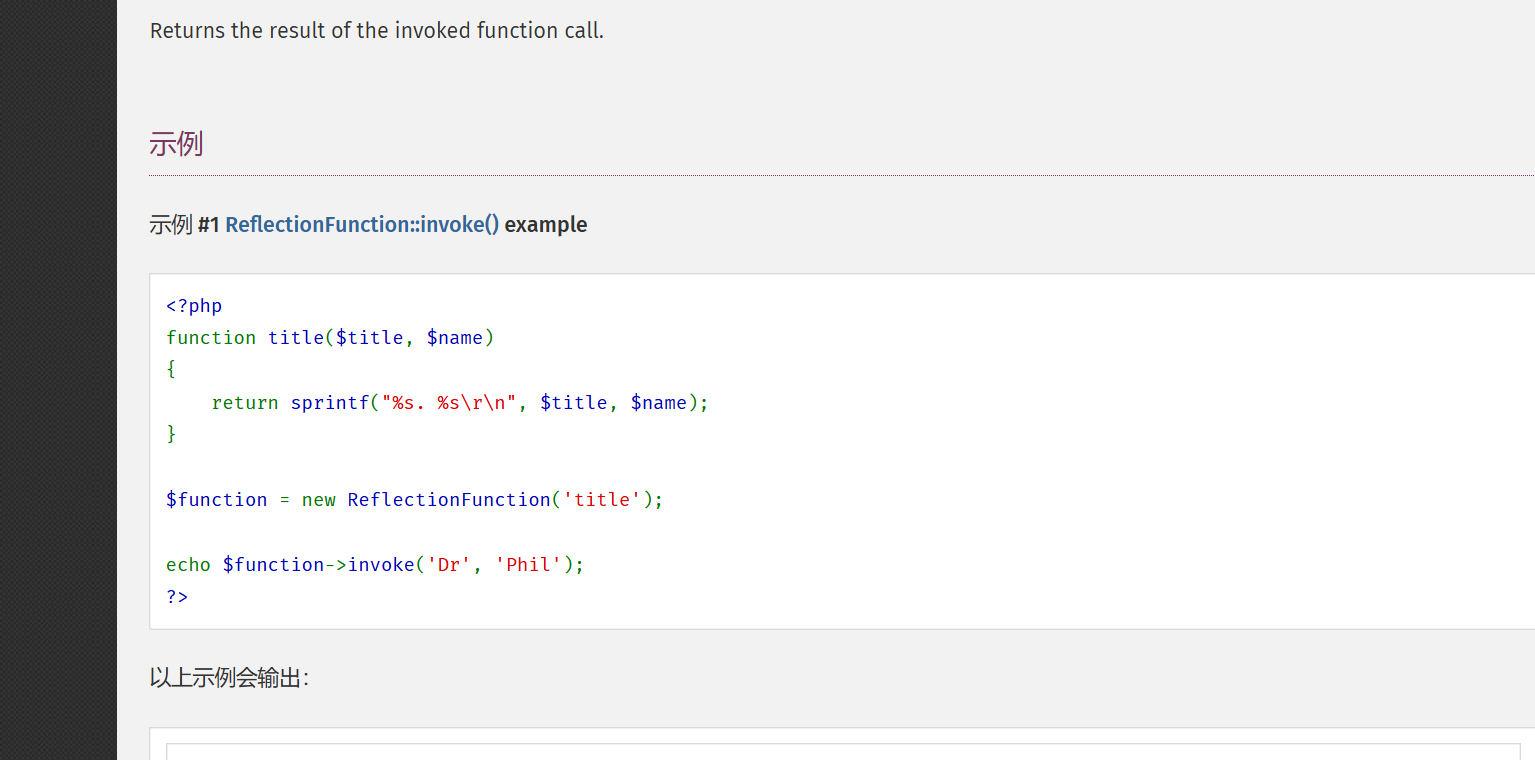 Returns the result of the invoked function call.
示例
示例 #1 ReflectionFunction::invoke() example
<?php
function title($title, $name)
{
    return sprintf("%s. %s\r\n", $title, $name);
}
$function = new ReflectionFunction('title');
echo $function->invoke('Dr', 'Phil');
?>
以上示例会输出：